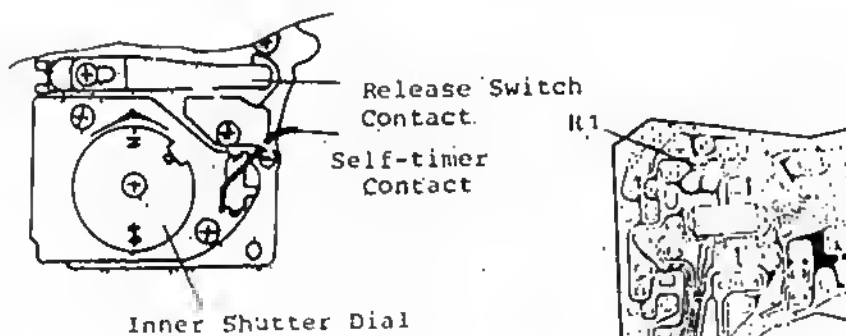 Release Switch
Contact
R1
Self-timer
Contact
Inner Shutter Dial